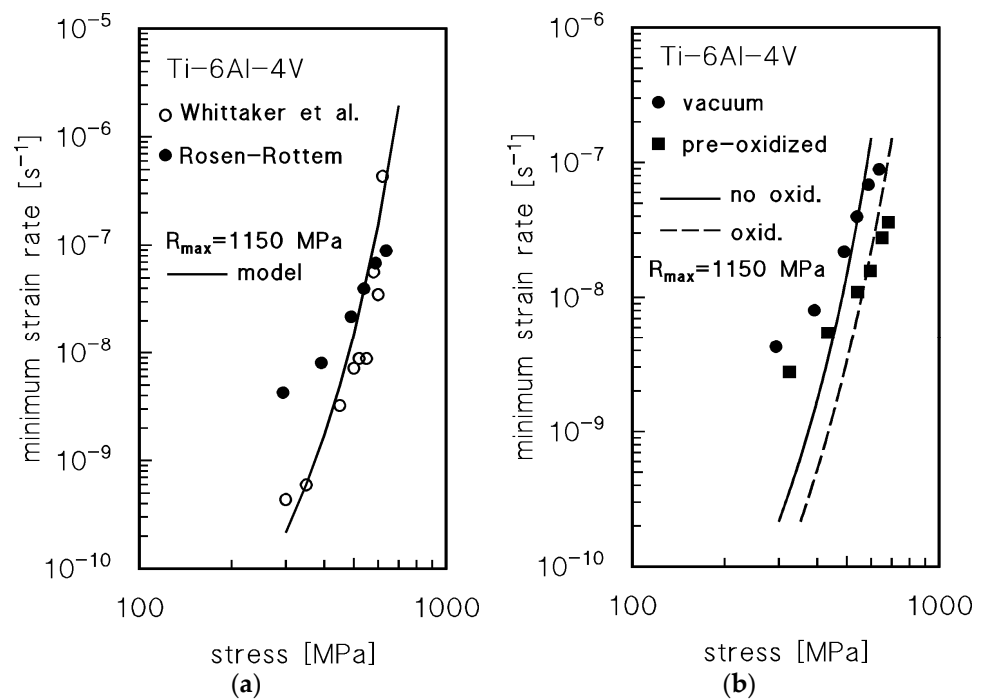 10⁻⁵
10⁻⁶
10⁻⁷
10⁻⁸
10⁻⁹
10⁻¹⁰
minimum strain rate [s⁻¹]
Ti-6Al-4V
Whittaker et al.
Rosen-Rottem
Rmax=1150 MPa
model
100
1000
stress [MPa]
(a)
10⁻⁶
10⁻⁷
10⁻⁸
10⁻⁹
10⁻¹⁰
minimum strain rate [s⁻¹]
Ti-6Al-4V
vacuum
pre-oxidized
no oxid.
oxid.
Rmax=1150 MPa
100
1000
stress [MPa]
(b)